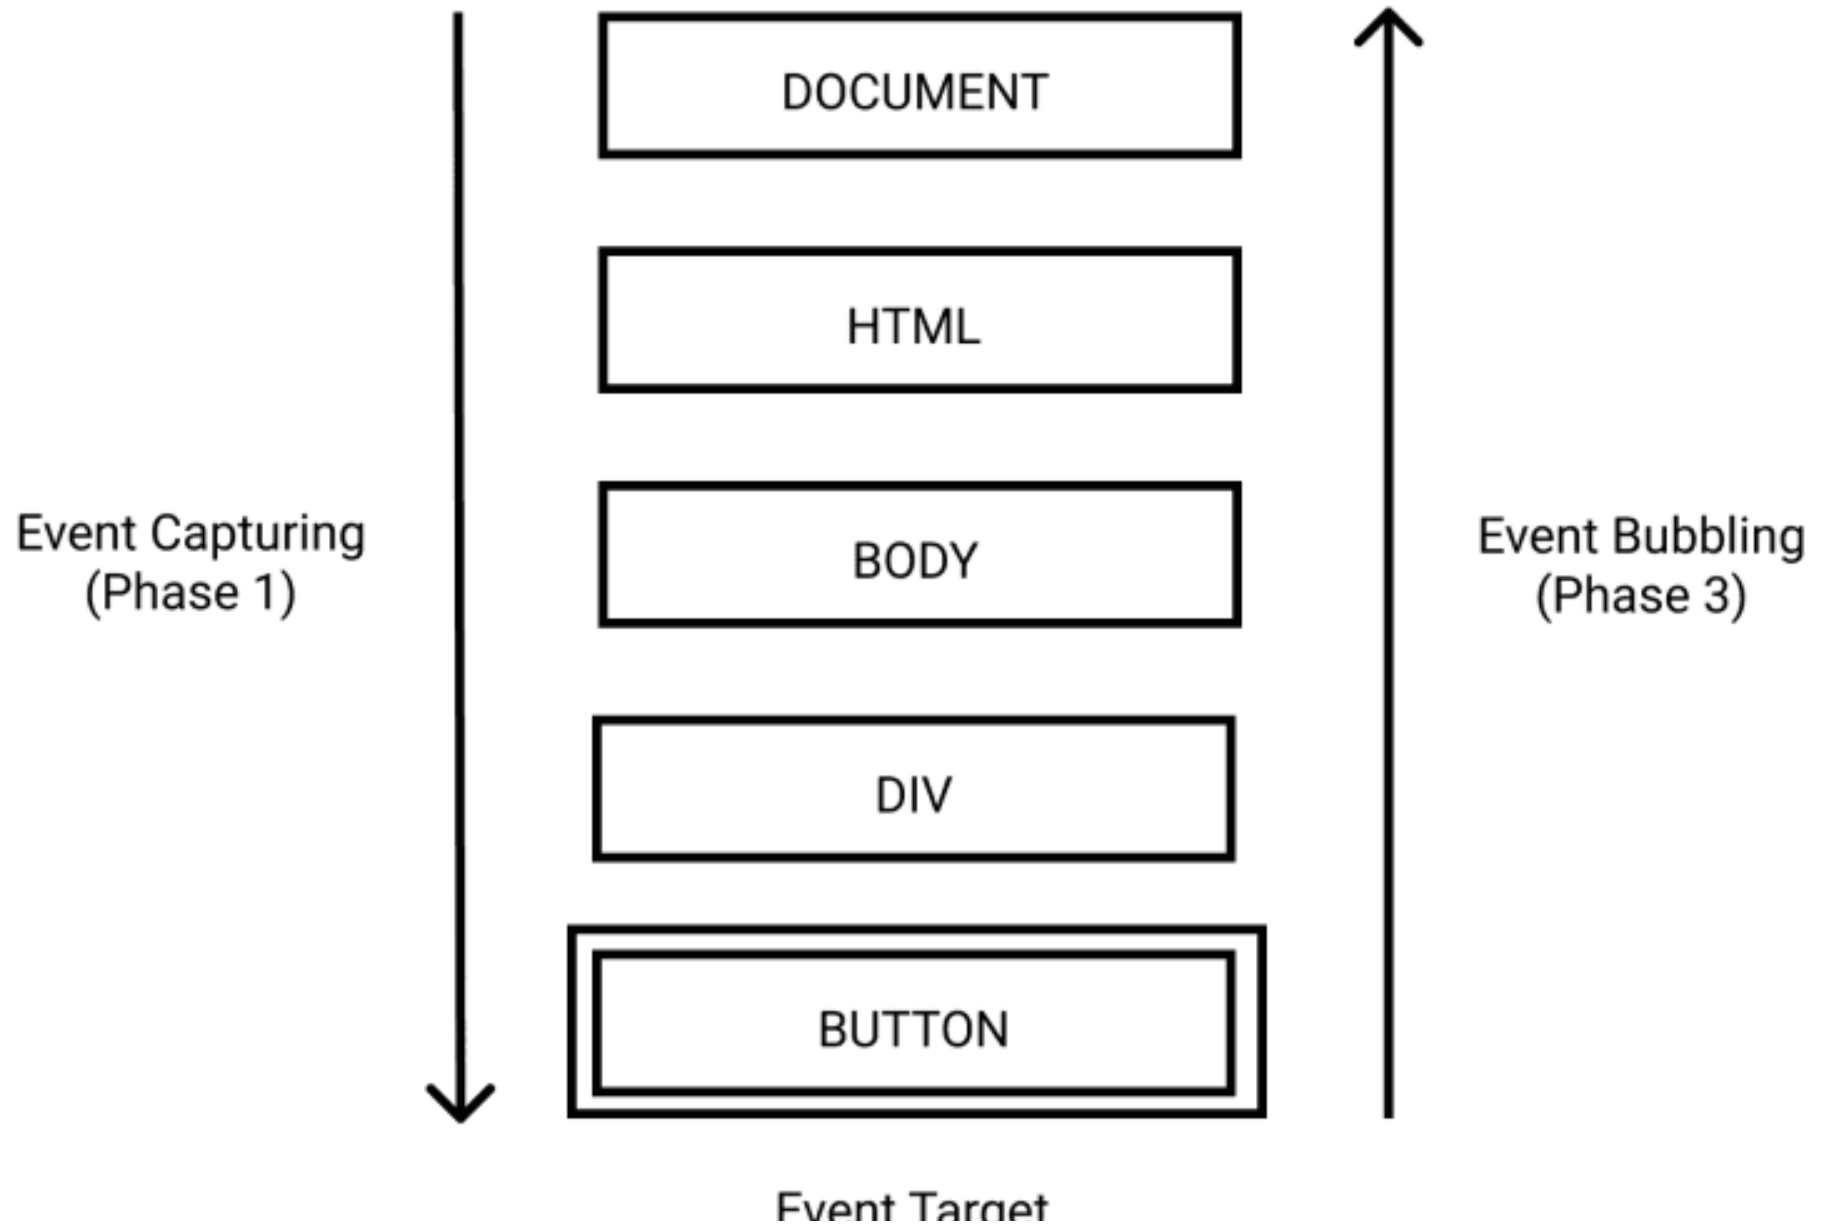 DOCUMENT
HTML
Event Capturing
(Phase 1)
BODY
Event Bubbling
(Phase 3)
DIV
BUTTON
Event Target